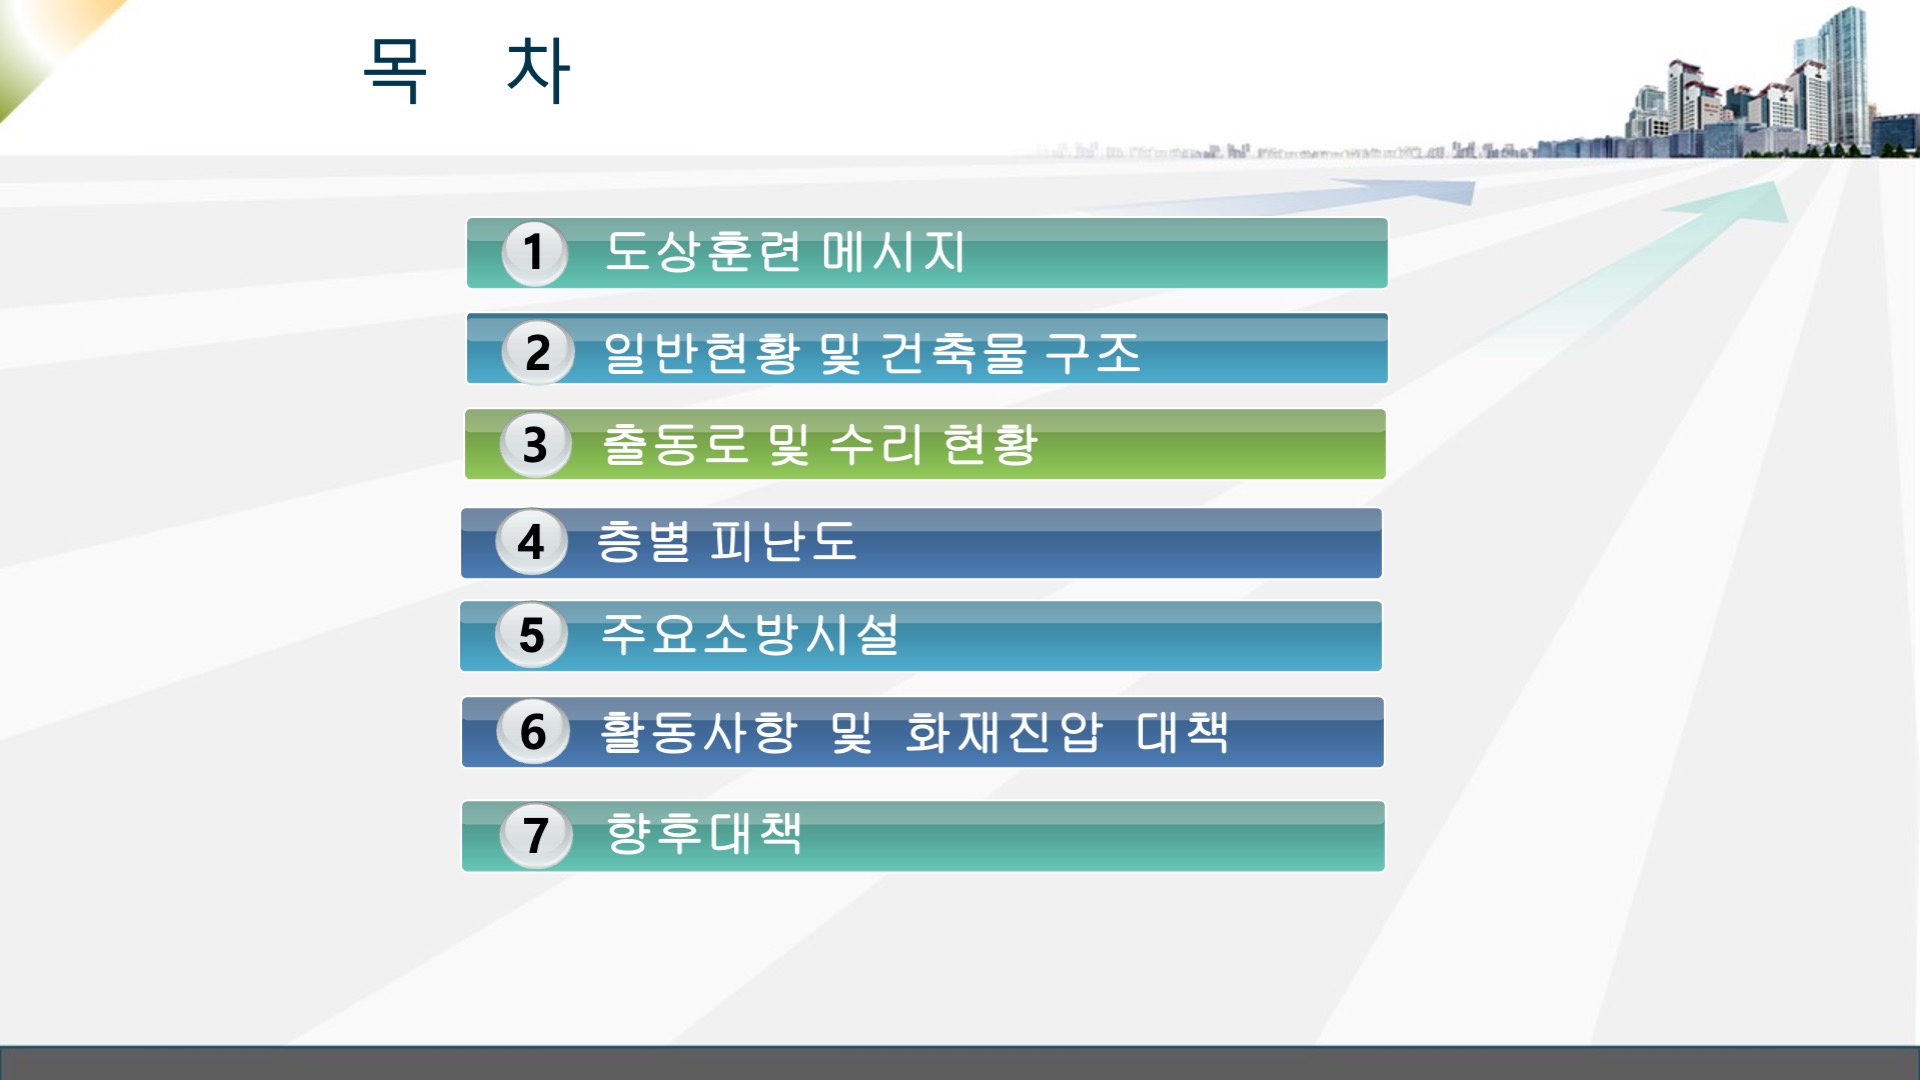 목 차
1 도상훈련 메시지
2 일반현황 및 건축물 구조
3 출동로 및 수리 현황
4 층별 피난도
5 주요소방시설
6 활동사항 및 화재진압 대책
7 향후대책